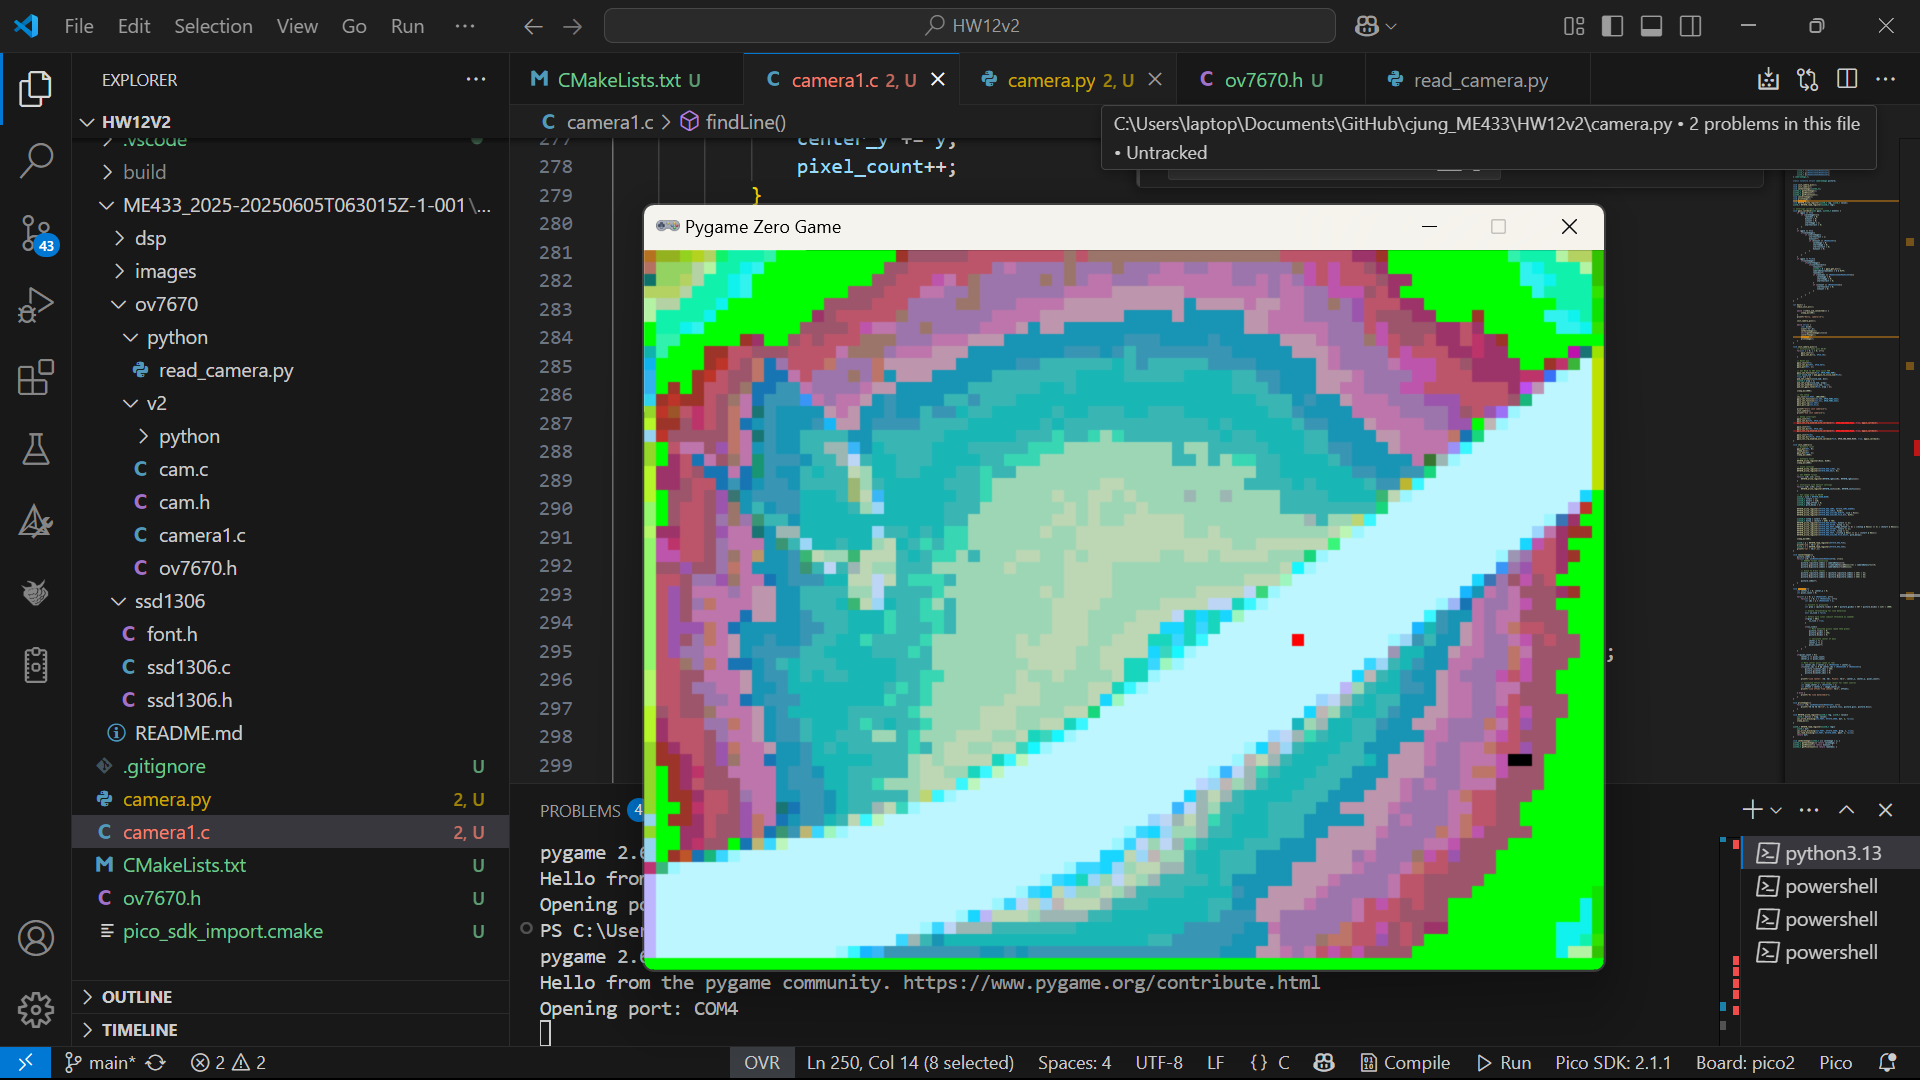 File Edit Selection View Go Run ··· HW12v2
EXPLORER
HW12V2
.vscode
build
ME433_2025-20250605T063015Z-1-001\...
dsp
images
ov7670
python
read_camera.py
v2
python
cam.c
cam.h
camera1.c
ov7670.h
ssd1306
font.h
ssd1306.c
ssd1306.h
README.md
.gitignore U
camera.py 2, U
camera1.c 2, U
CMakeLists.txt U
ov7670.h U
pico_sdk_import.cmake U
OUTLINE
TIMELINE
43
CMakeLists.txt U camera1.c 2, U camera.py 2, U ov7670.h U read_camera.py
camera1.c > findLine()
C:\Users\laptop\Documents\GitHub\cjung_ME433\HW12v2\camera.py • 2 problems in this file
• Untracked
277 center_y += y;
278 pixel_count++;
279 }
280
281
282
283
284
285
286
287
288
289
290
291
292
293
294
295 ;
296
297
298
299
Pygame Zero Game
PROBLEMS 4
pygame 2.
Hello fro
Opening po
PS C:\User
pygame 2.
Hello from the pygame community. https://www.pygame.org/contribute.html
Opening port: COM4
python3.13
powershell
powershell
powershell
main* 2 2 OVR Ln 250, Col 14 (8 selected) Spaces: 4 UTF-8 LF {} C Compile Run Pico SDK: 2.1.1 Board: pico2 Pico